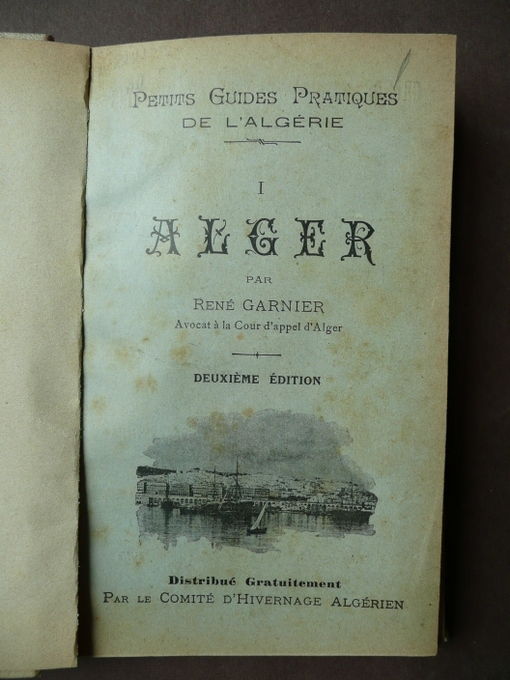 PETITS GUIDES PRATIQUES
DE L'ALGÉRIE
I
ALGER
PAR
RENÉ GARNIER
Avocat à la Cour d'appel d'Alger
DEUXIÈME ÉDITION
Distribué Gratuitement
PAR LE COMITÉ D'HIVERNAGE ALGÉRIEN